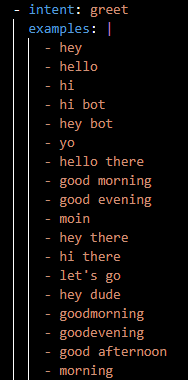 - intent: greet
examples: |
- hey
- hello
- hi
- hi bot
- hey bot
- yo
- hello there
- good morning
- good evening
- moin
- hey there
- hi there
- let's go
- hey dude
- goodmorning
- goodevening
- good afternoon
- morning